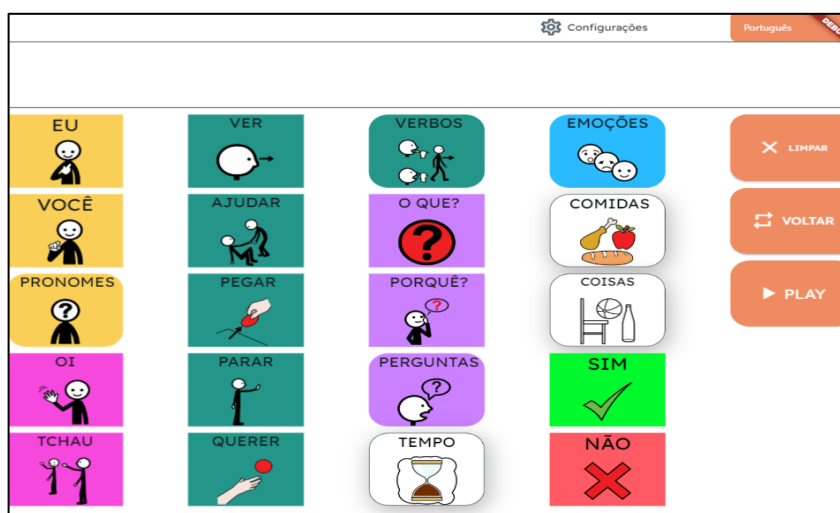 Configurações
Português
EU
VER
VERBOS
EMOÇÕES
LIMPAR
VOCÊ
AJUDAR
O QUE?
COMIDAS
VOLTAR
PRONOMES
PEGAR
PORQUÊ?
COISAS
PLAY
OI
PARAR
PERGUNTAS
SIM
TCHAU
QUERER
TEMPO
NÃO